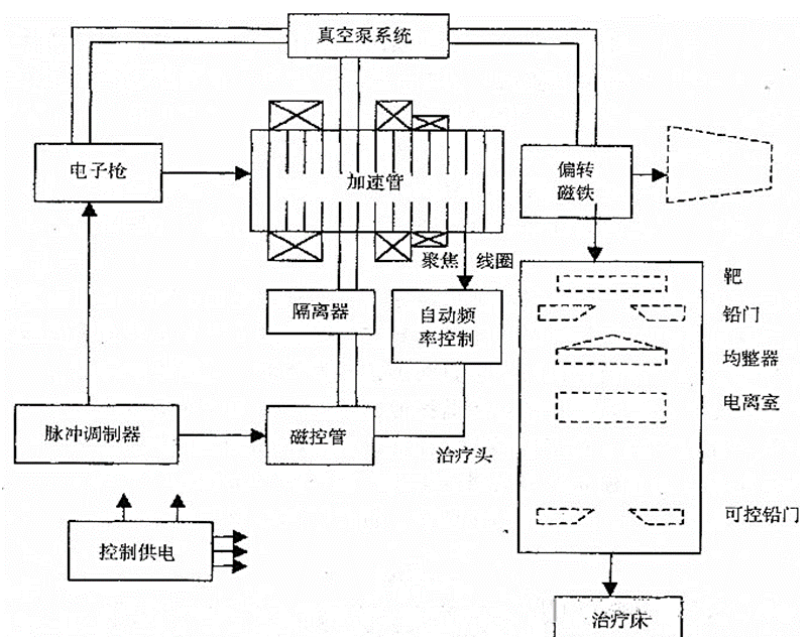 真空泵系统
电子枪
加速管
偏转
磁铁
聚焦 线圈
靶
隔离器
自动频
率控制
铅门
均整器
电离室
脉冲调制器
磁控管
治疗头
可控铅门
控制供电
治疗床